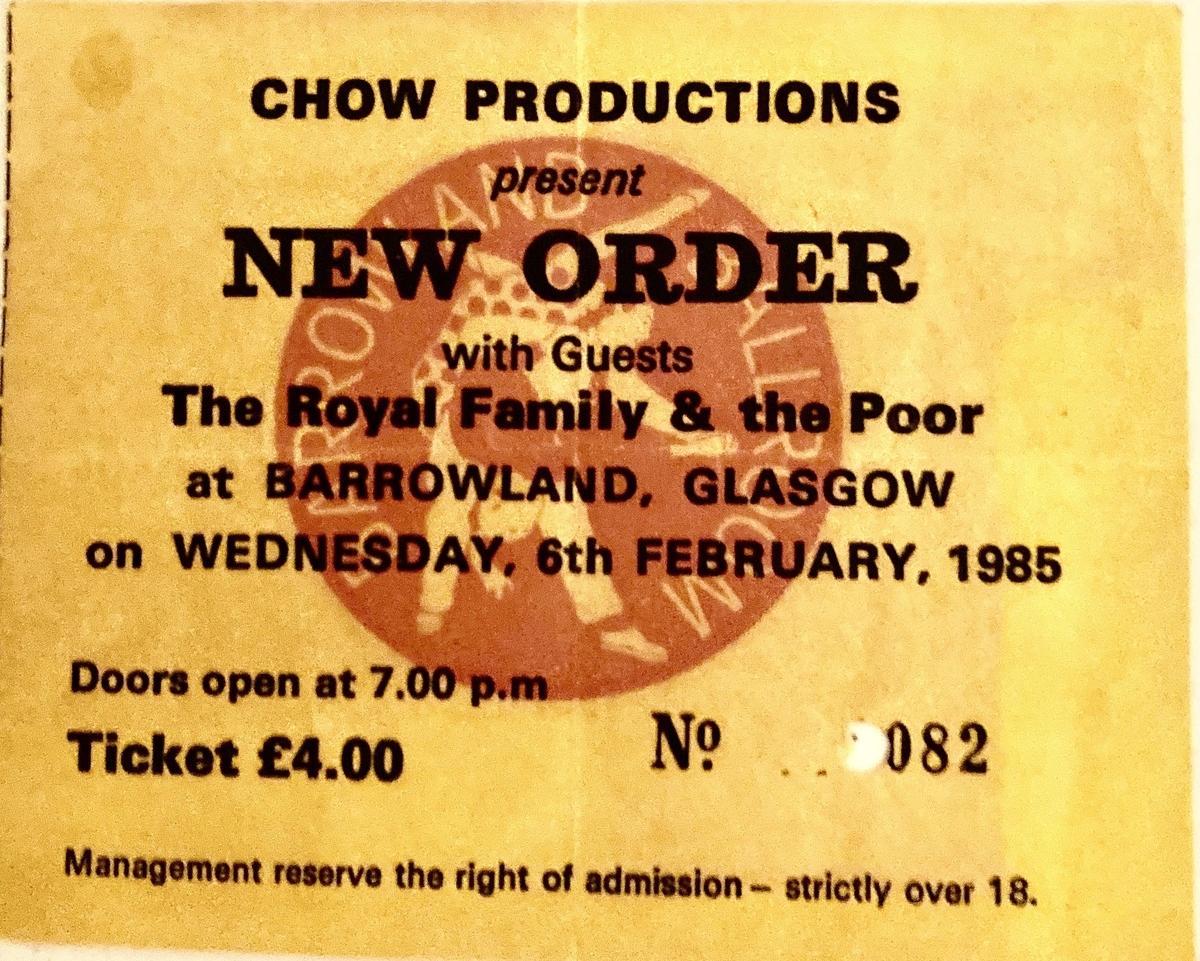 CHOW PRODUCTIONS
present
NEW ORDER
with Guests
The Royal Family & the Poor
at BARROWLAND, GLASGOW
on WEDNESDAY, 6th FEBRUARY, 1985
Doors open at 7.00 p.m
Ticket £4.00
Nº 082
Management reserve the right of admission – strictly over 18.
BARROWLAND BALLROOM